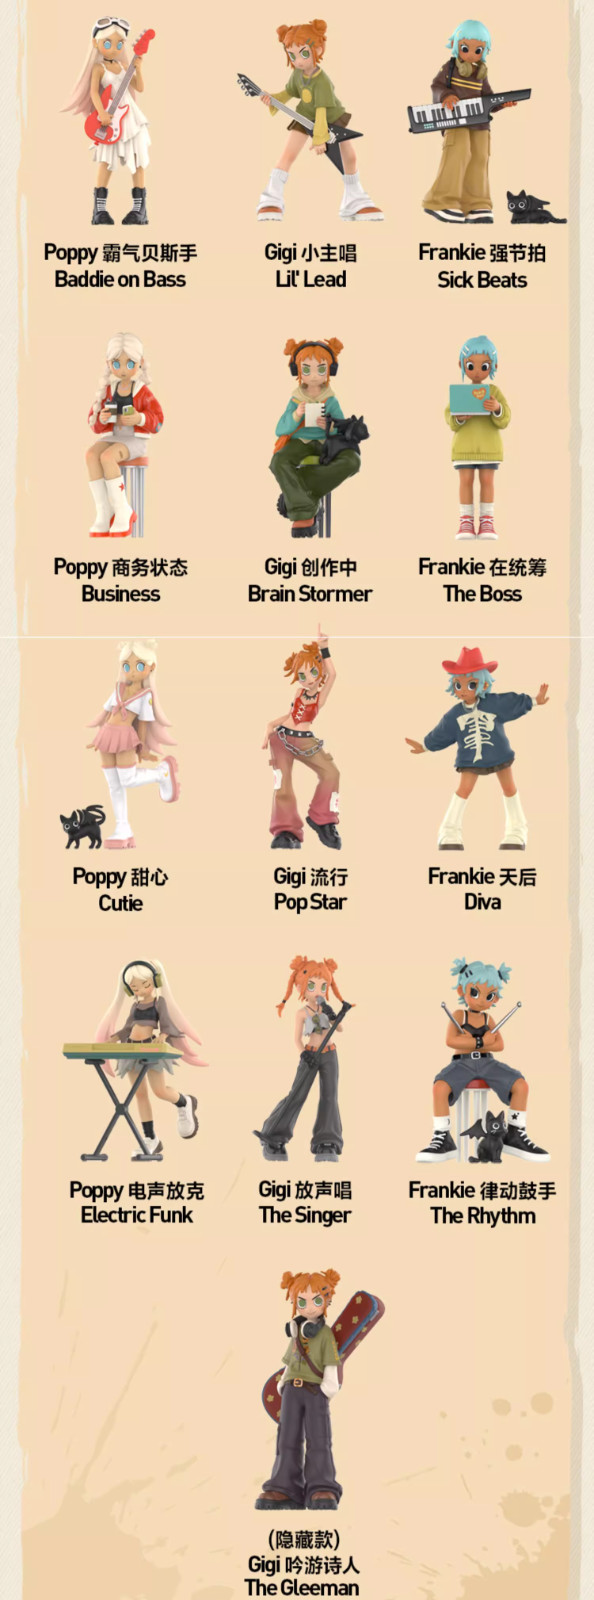 Poppy 霸气贝斯手
Baddie on Bass
Gigi 小主唱
Lil' Lead
Frankie 强节拍
Sick Beats
Poppy 商务状态
Business
Gigi 创作中
Brain Stormer
Frankie 在统筹
The Boss
Poppy 甜心
Cutie
Gigi 流行
Pop Star
Frankie 天后
Diva
Poppy 电声放克
Electric Funk
Gigi 放声唱
The Singer
Frankie 律动鼓手
The Rhythm
(隐藏款)
Gigi 吟游诗人
The Gleeman